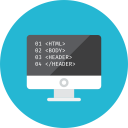 01 <HTML>
02 <BODY>
03 <HEADER>
04 </HEADER>